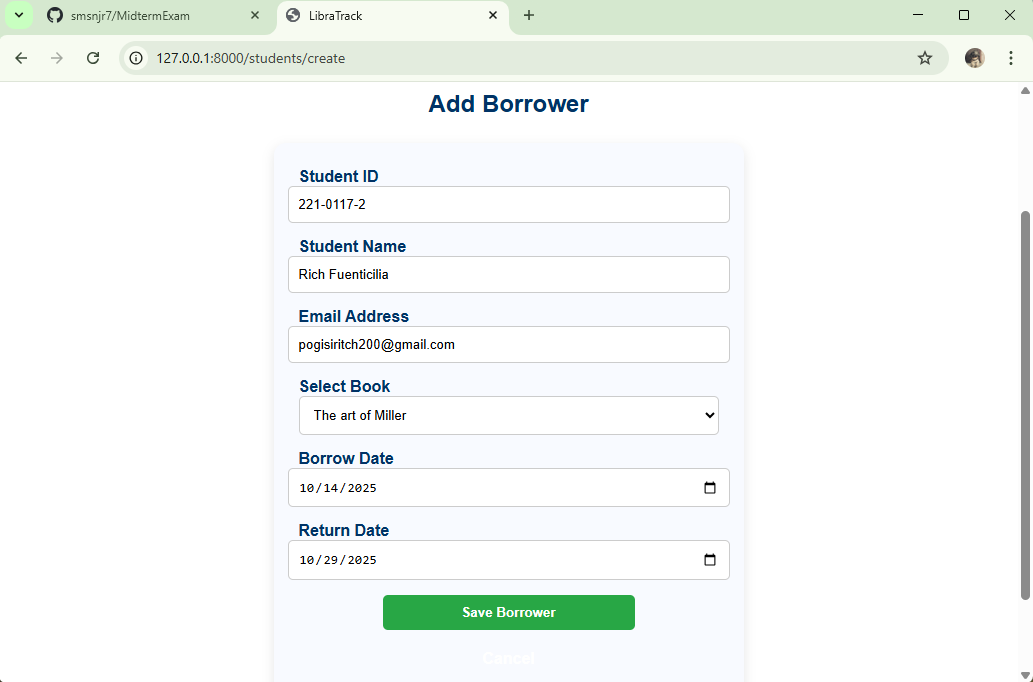 smsnjr7/MidtermExam
LibraTrack
127.0.0.1:8000/students/create
Add Borrower
Student ID
221-0117-2
Student Name
Rich Fuenticilia
Email Address
pogisiritch200@gmail.com
Select Book
The art of Miller
Borrow Date
10/14/2025
Return Date
10/29/2025
Save Borrower
Cancel